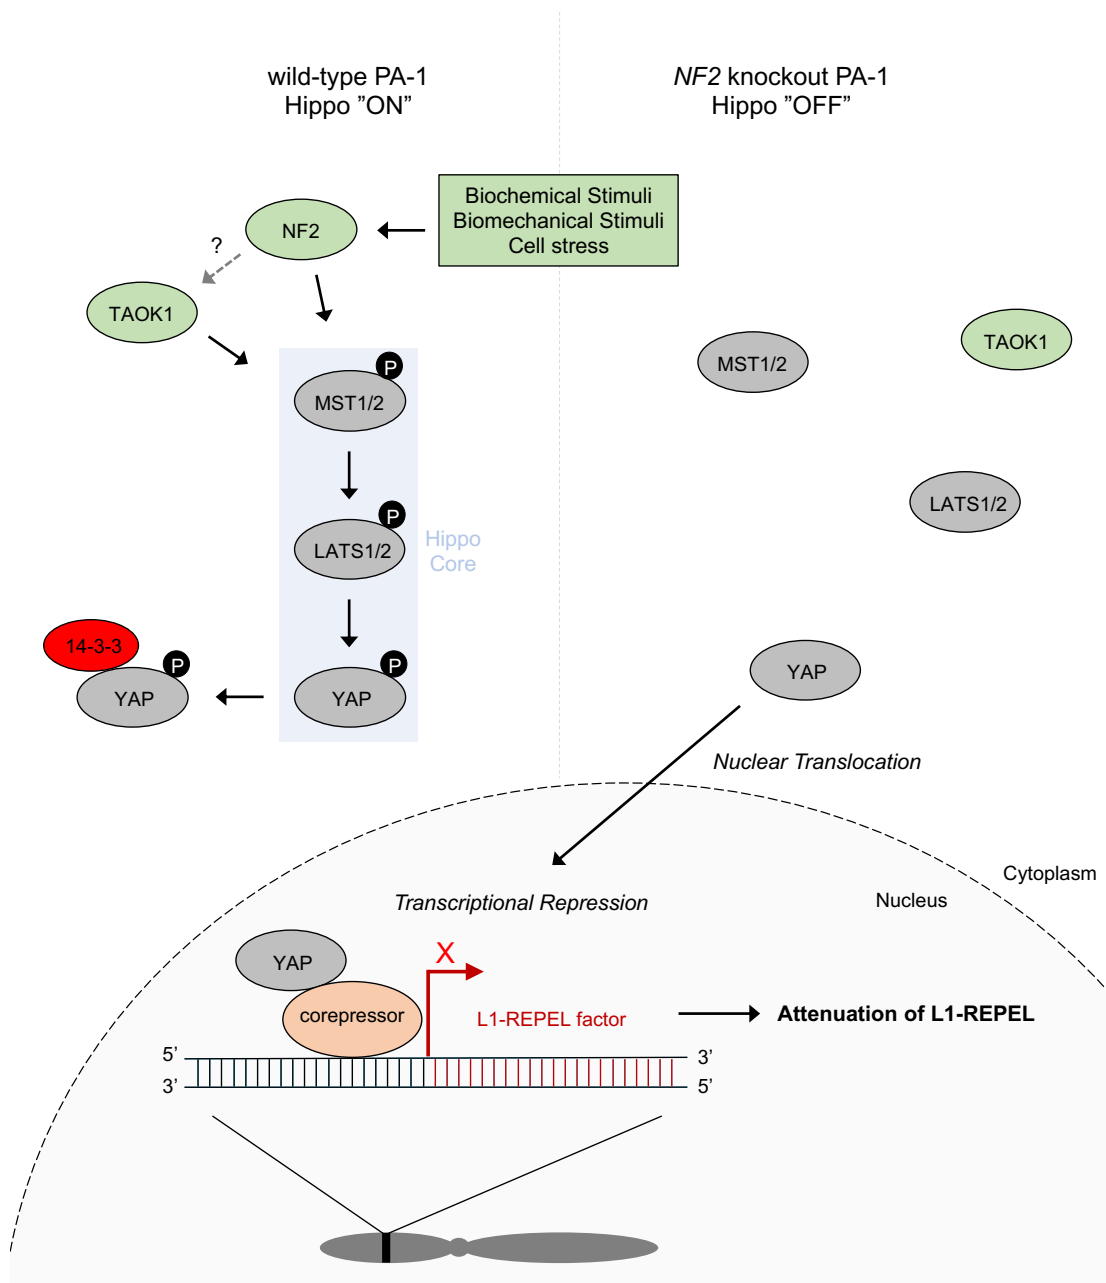 wild-type PA-1
Hippo ”ON”
NF2 knockout PA-1
Hippo ”OFF”
Biochemical Stimuli
Biomechanical Stimuli
Cell stress
NF2
?
TAOK1
TAOK1
MST1/2
P
MST1/2
P
LATS1/2
LATS1/2
Hippo
Core
14-3-3
P
YAP
P
YAP
YAP
Nuclear Translocation
Cytoplasm
Nucleus
Transcriptional Repression
YAP
X
corepressor
L1-REPEL factor
Attenuation of L1-REPEL
5’
3’
3’
5’